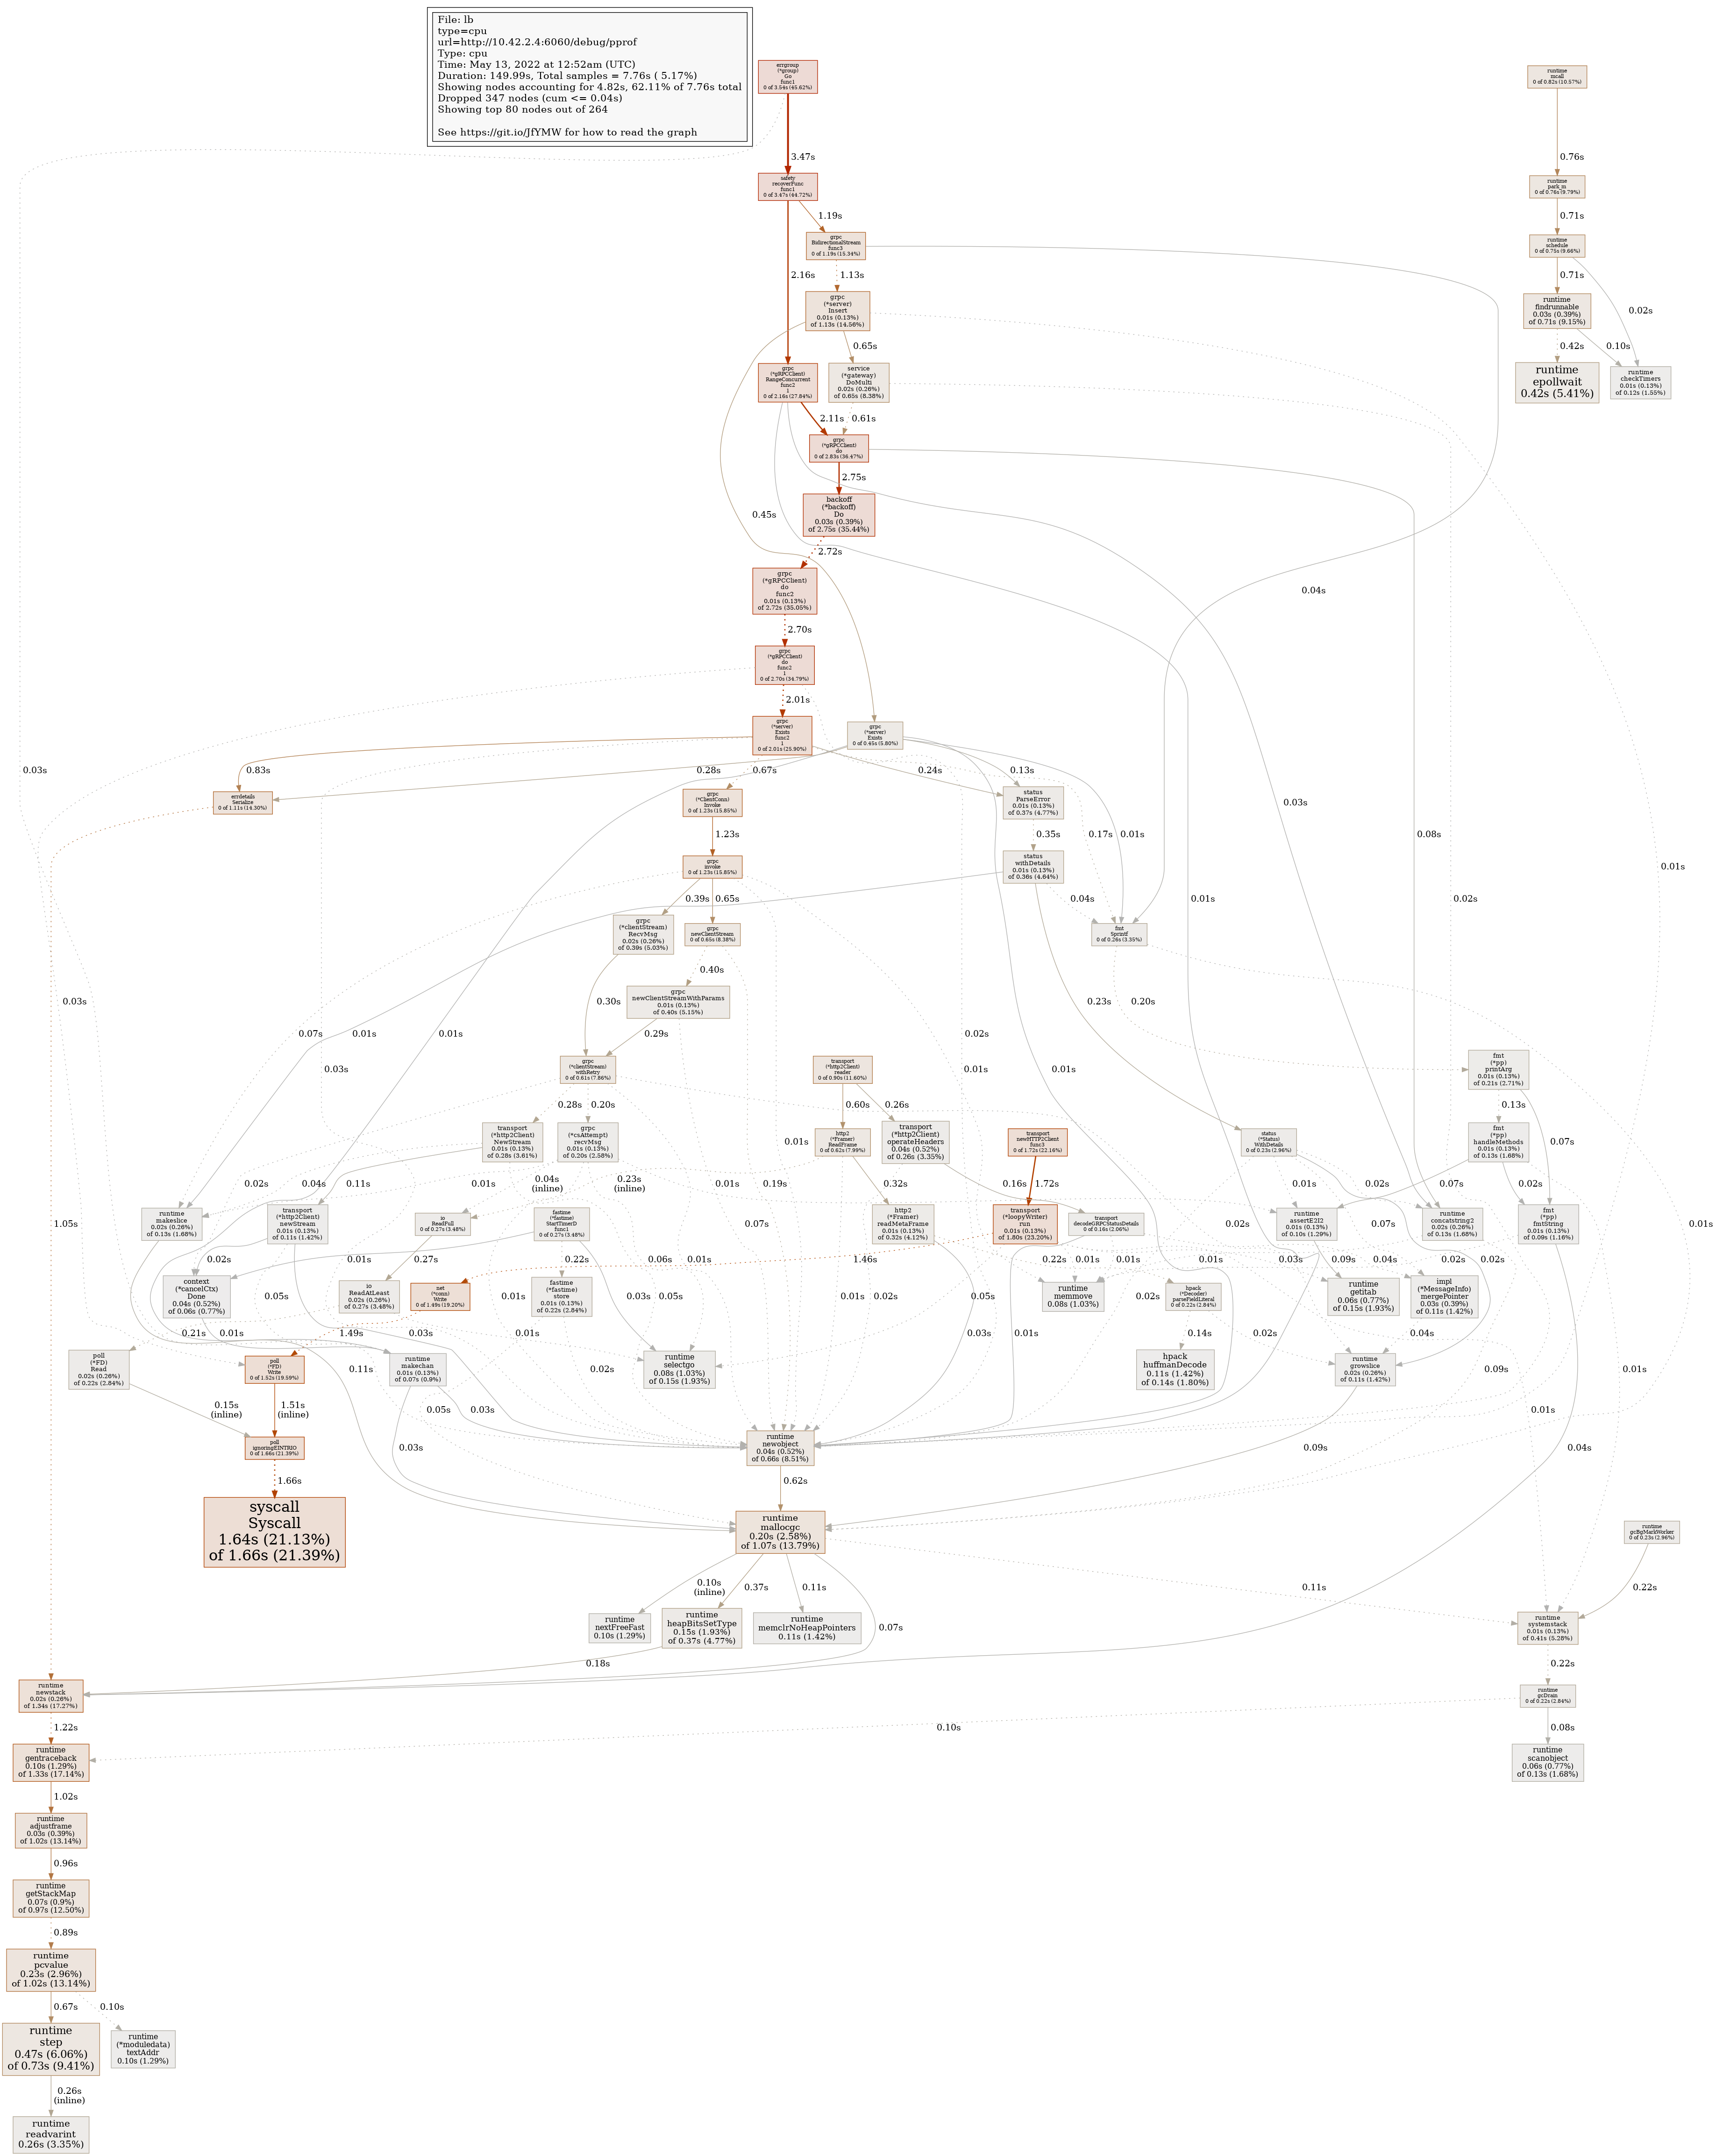 File: lb
type=cpu
url=http://10.42.2.4:6060/debug/pprof
Type: cpu
Time: May 13, 2022 at 12:52am (UTC)
Duration: 149.99s, Total samples = 7.76s ( 5.17%)
Showing nodes accounting for 4.82s, 62.11% of 7.76s total
Dropped 347 nodes (cum <= 0.04s)
Showing top 80 nodes out of 264
See https://git.io/JfYMW for how to read the graph
errgroup
(*group)
Go
func1
0 of 3.54s (45.62%)
runtime
mcall
0 of 0.82s (10.57%)
3.47s
0.76s
safety
recoverFunc
func1
0 of 3.47s (44.72%)
runtime
park_m
0 of 0.76s (9.79%)
1.19s
0.71s
grpc
BidirectionalStream
func3
0 of 1.19s (15.34%)
runtime
schedule
0 of 0.75s (9.66%)
2.16s
1.13s
0.71s
grpc
(*server)
Insert
0.01s (0.13%)
of 1.13s (14.56%)
runtime
findrunnable
0.03s (0.39%)
of 0.71s (9.15%)
0.02s
0.65s
0.42s
0.10s
grpc
(*gRPCClient)
RangeConcurrent
func2
1
0 of 2.16s (27.84%)
service
(*gateway)
DoMulti
0.02s (0.26%)
of 0.65s (8.38%)
runtime
epollwait
0.42s (5.41%)
runtime
checkTimers
0.01s (0.13%)
of 0.12s (1.55%)
2.11s
0.61s
grpc
(*gRPCClient)
do
0 of 2.83s (36.47%)
2.75s
backoff
(*backoff)
Do
0.03s (0.39%)
of 2.75s (35.44%)
0.45s
2.72s
grpc
(*gRPCClient)
do
func2
0.01s (0.13%)
of 2.72s (35.05%)
0.04s
2.70s
grpc
(*gRPCClient)
do
func2
1
0 of 2.70s (34.79%)
2.01s
grpc
(*server)
Exists
func2
1
0 of 2.01s (25.90%)
grpc
(*server)
Exists
0 of 0.45s (5.80%)
0.03s
0.83s
0.28s
0.67s
0.24s
0.13s
errdetails
Serialize
0 of 1.11s (14.30%)
grpc
(*ClientConn)
Invoke
0 of 1.23s (15.85%)
status
ParseError
0.01s (0.13%)
of 0.37s (4.77%)
0.03s
1.23s
0.35s
0.17s
0.01s
0.08s
grpc
invoke
0 of 1.23s (15.85%)
status
withDetails
0.01s (0.13%)
of 0.36s (4.64%)
0.01s
0.39s
0.65s
0.04s
0.01s
0.02s
grpc
(*clientStream)
RecvMsg
0.02s (0.26%)
of 0.39s (5.03%)
grpc
newClientStream
0 of 0.65s (8.38%)
fmt
Sprintf
0 of 0.26s (3.35%)
0.40s
0.03s
0.30s
grpc
newClientStreamWithParams
0.01s (0.13%)
of 0.40s (5.15%)
0.23s
0.20s
0.07s
0.01s
0.01s
0.29s
0.02s
0.03s
grpc
(*clientStream)
withRetry
0 of 0.61s (7.86%)
transport
(*http2Client)
reader
0 of 0.90s (11.60%)
0.01s
0.01s
fmt
(*pp)
printArg
0.01s (0.13%)
of 0.21s (2.71%)
0.28s
0.20s
0.60s
0.26s
0.13s
transport
(*http2Client)
NewStream
0.01s (0.13%)
of 0.28s (3.61%)
grpc
(*csAttempt)
recvMsg
0.01s (0.13%)
of 0.20s (2.58%)
0.01s
http2
(*Framer)
ReadFrame
0 of 0.62s (7.99%)
transport
(*http2Client)
operateHeaders
0.04s (0.52%)
of 0.26s (3.35%)
transport
newHTTP2Client
func3
0 of 1.72s (22.16%)
status
(*Status)
WithDetails
0 of 0.23s (2.96%)
fmt
(*pp)
handleMethods
0.01s (0.13%)
of 0.13s (1.68%)
0.07s
0.02s
0.04s
0.11s
0.01s
0.04s
(inline)
0.23s
(inline)
0.01s
0.19s
0.32s
0.16s
1.72s
0.01s
0.02s
0.07s
0.02s
1.05s
runtime
makeslice
0.02s (0.26%)
of 0.13s (1.68%)
transport
(*http2Client)
newStream
0.01s (0.13%)
of 0.11s (1.42%)
io
ReadFull
0 of 0.27s (3.48%)
fastime
(*fastime)
StartTimerD
func1
0 of 0.27s (3.48%)
0.07s
http2
(*Framer)
readMetaFrame
0.01s (0.13%)
of 0.32s (4.12%)
transport
(*loopyWriter)
run
0.01s (0.13%)
of 1.80s (23.20%)
transport
decodeGRPCStatusDetails
0 of 0.16s (2.06%)
0.02s
runtime
assertE2I2
0.01s (0.13%)
of 0.10s (1.29%)
0.07s
runtime
concatstring2
0.02s (0.26%)
of 0.13s (1.68%)
fmt
(*pp)
fmtString
0.01s (0.13%)
of 0.09s (1.16%)
0.01s
0.02s
0.01s
0.27s
0.22s
0.06s
0.01s
1.46s
0.22s
0.01s
0.01s
0.01s
0.03s
0.09s
0.04s
0.02s
0.02s
context
(*cancelCtx)
Done
0.04s (0.52%)
of 0.06s (0.77%)
0.05s
io
ReadAtLeast
0.02s (0.26%)
of 0.27s (3.48%)
net
(*conn)
Write
0 of 1.49s (19.20%)
0.01s
fastime
(*fastime)
store
0.01s (0.13%)
of 0.22s (2.84%)
0.03s
0.05s
0.01s
0.02s
0.05s
runtime
memmove
0.08s (1.03%)
0.02s
hpack
(*Decoder)
parseFieldLiteral
0 of 0.22s (2.84%)
runtime
getitab
0.06s (0.77%)
of 0.15s (1.93%)
impl
(*MessageInfo)
mergePointer
0.03s (0.39%)
of 0.11s (1.42%)
0.21s
0.01s
1.49s
0.03s
0.01s
0.03s
0.01s
0.14s
0.02s
0.04s
poll
(*FD)
Read
0.02s (0.26%)
of 0.22s (2.84%)
poll
(*FD)
Write
0 of 1.52s (19.59%)
0.11s
runtime
makechan
0.01s (0.13%)
of 0.07s (0.9%)
0.02s
runtime
selectgo
0.08s (1.03%)
of 0.15s (1.93%)
hpack
huffmanDecode
0.11s (1.42%)
of 0.14s (1.80%)
0.09s
runtime
growslice
0.02s (0.26%)
of 0.11s (1.42%)
0.01s
0.15s
(inline)
1.51s
(inline)
0.05s
0.03s
0.01s
0.03s
poll
ignoringEINTRIO
0 of 1.66s (21.39%)
runtime
newobject
0.04s (0.52%)
of 0.66s (8.51%)
0.09s
0.04s
1.66s
0.62s
syscall
Syscall
1.64s (21.13%)
of 1.66s (21.39%)
runtime
mallocgc
0.20s (2.58%)
of 1.07s (13.79%)
runtime
gcBgMarkWorker
0 of 0.23s (2.96%)
0.10s
(inline)
0.37s
0.11s
0.11s
0.22s
runtime
nextFreeFast
0.10s (1.29%)
runtime
heapBitsSetType
0.15s (1.93%)
of 0.37s (4.77%)
runtime
memclrNoHeapPointers
0.11s (1.42%)
0.07s
runtime
systemstack
0.01s (0.13%)
of 0.41s (5.28%)
0.18s
0.22s
runtime
newstack
0.02s (0.26%)
of 1.34s (17.27%)
runtime
gcDrain
0 of 0.22s (2.84%)
1.22s
0.10s
0.08s
runtime
gentraceback
0.10s (1.29%)
of 1.33s (17.14%)
runtime
scanobject
0.06s (0.77%)
of 0.13s (1.68%)
1.02s
runtime
adjustframe
0.03s (0.39%)
of 1.02s (13.14%)
0.96s
runtime
getStackMap
0.07s (0.9%)
of 0.97s (12.50%)
0.89s
runtime
pcvalue
0.23s (2.96%)
of 1.02s (13.14%)
0.67s
0.10s
runtime
step
0.47s (6.06%)
of 0.73s (9.41%)
runtime
(*moduledata)
textAddr
0.10s (1.29%)
0.26s
(inline)
runtime
readvarint
0.26s (3.35%)